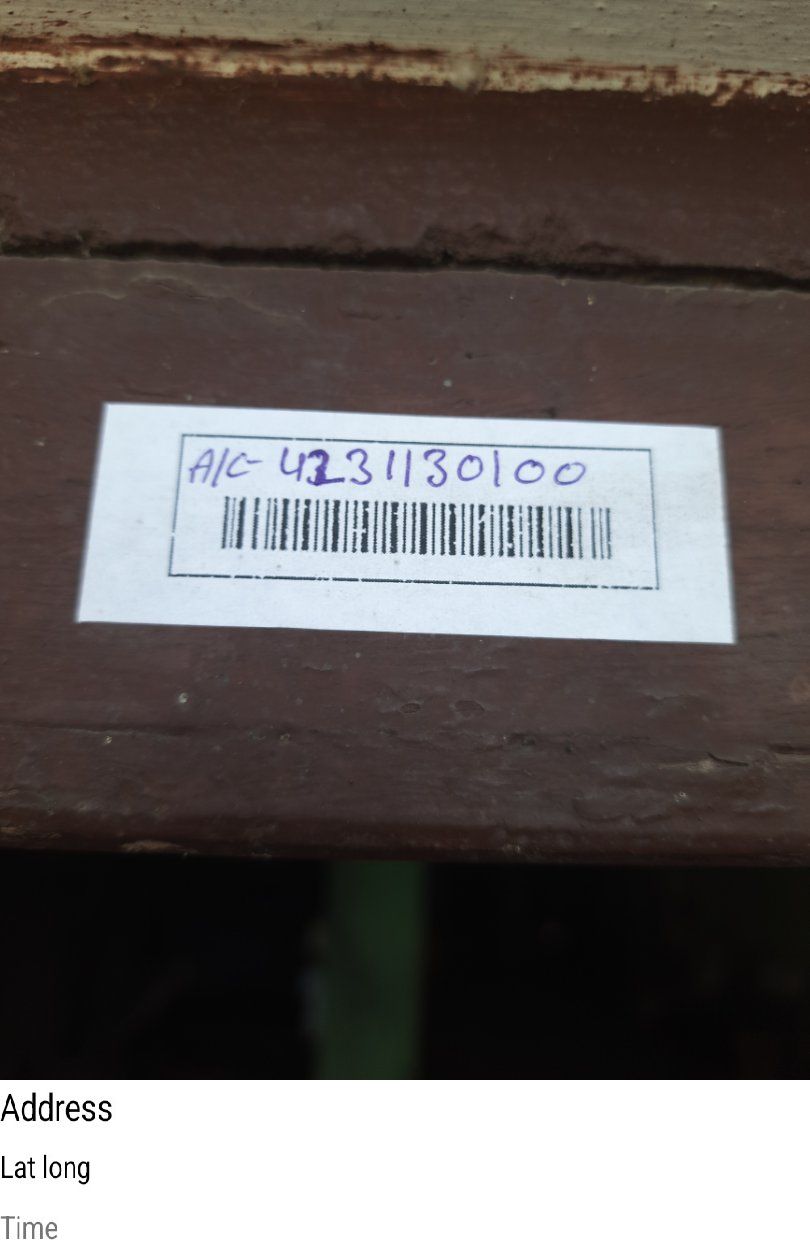 A/C- 4231130100
Address
Lat long
Time